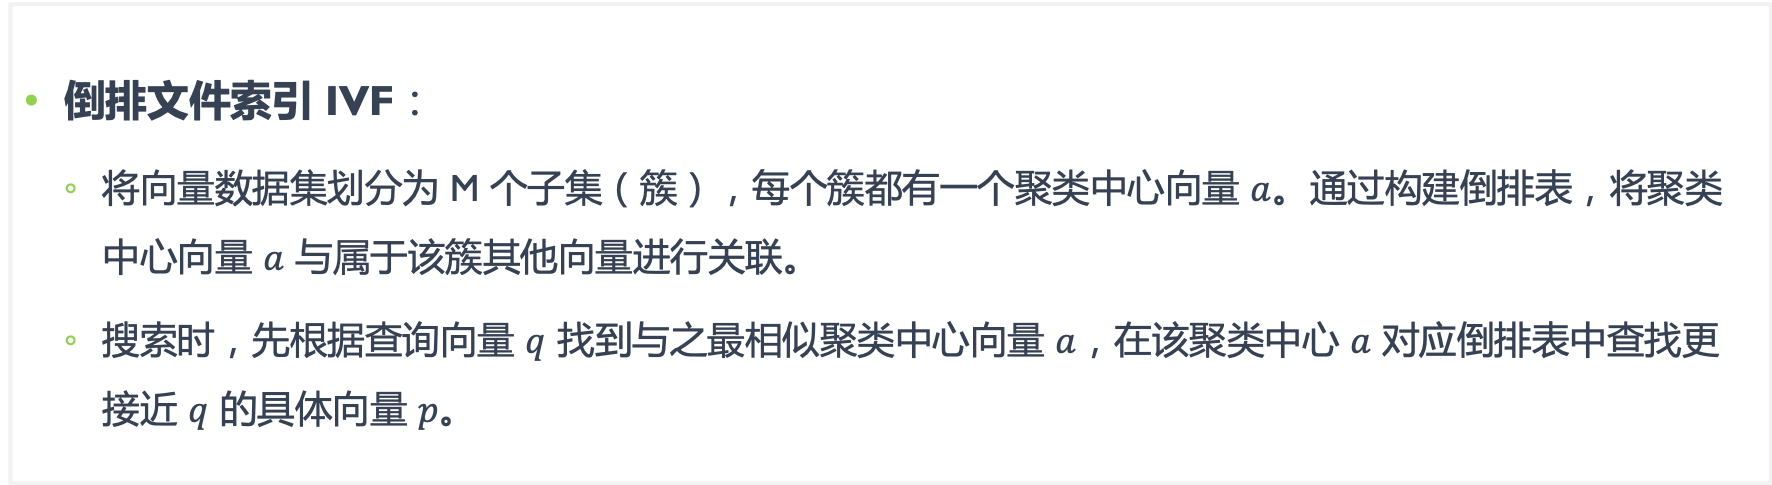 • 倒排文件索引 IVF：
◦ 将向量数据集划分为 M 个子集（簇），每个簇都有一个聚类中心向量 a。通过构建倒排表，将聚类
中心向量 a 与属于该簇其他向量进行关联。
◦ 搜索时，先根据查询向量 q 找到与之最相似聚类中心向量 a，在该聚类中心 a 对应倒排表中查找更
接近 q 的具体向量 p。